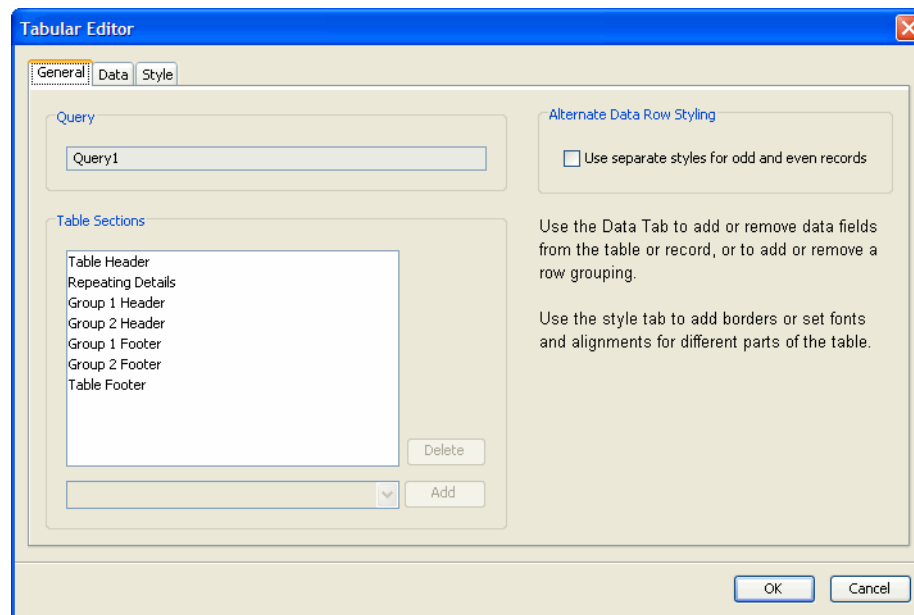 Tabular Editor
General
Data
Style
Query
Query1
Alternate Data Row Styling
Use separate styles for odd and even records
Table Sections
Table Header
Repeating Details
Group 1 Header
Group 2 Header
Group 1 Footer
Group 2 Footer
Table Footer
Delete
Add
Use the Data Tab to add or remove data fields
from the table or record, or to add or remove a
row grouping.
Use the style tab to add borders or set fonts
and alignments for different parts of the table.
OK
Cancel